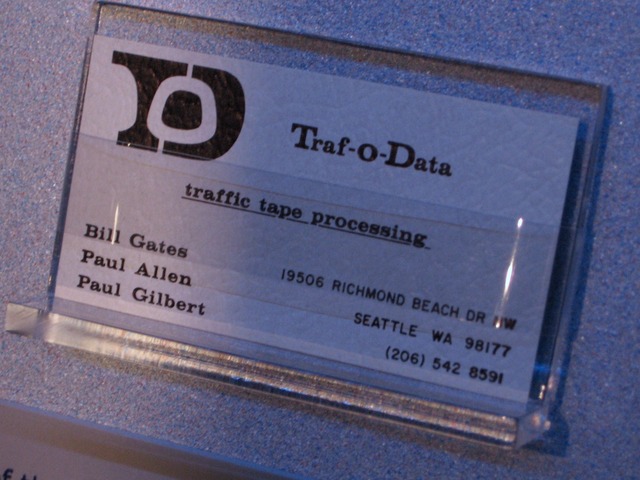 Traf-o-Data
traffic tape processing
Bill Gates
Paul Allen
Paul Gilbert
19506 RICHMOND BEACH DR NW
SEATTLE WA 98177
(206) 542 8591